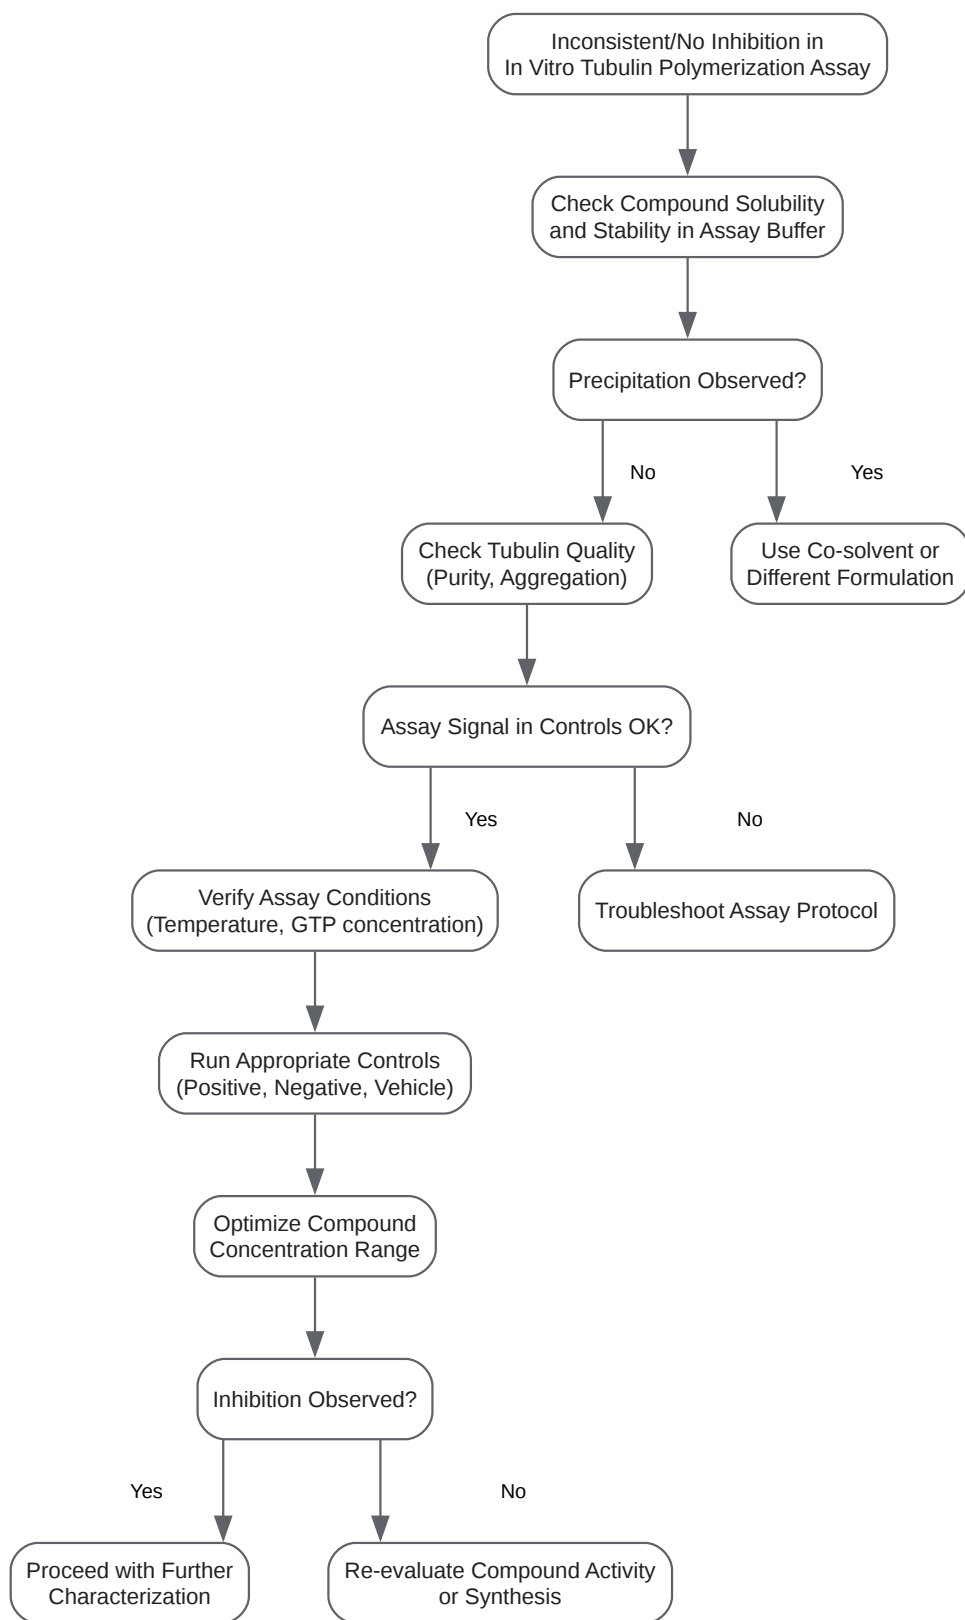 Inconsistent/No Inhibition in
In Vitro Tubulin Polymerization Assay
Check Compound Solubility
and Stability in Assay Buffer
Precipitation Observed?
No
Yes
Check Tubulin Quality
(Purity, Aggregation)
Use Co-solvent or
Different Formulation
Assay Signal in Controls OK?
Yes
No
Verify Assay Conditions
(Temperature, GTP concentration)
Troubleshoot Assay Protocol
Run Appropriate Controls
(Positive, Negative, Vehicle)
Optimize Compound
Concentration Range
Inhibition Observed?
Yes
No
Proceed with Further
Characterization
Re-evaluate Compound Activity
or Synthesis